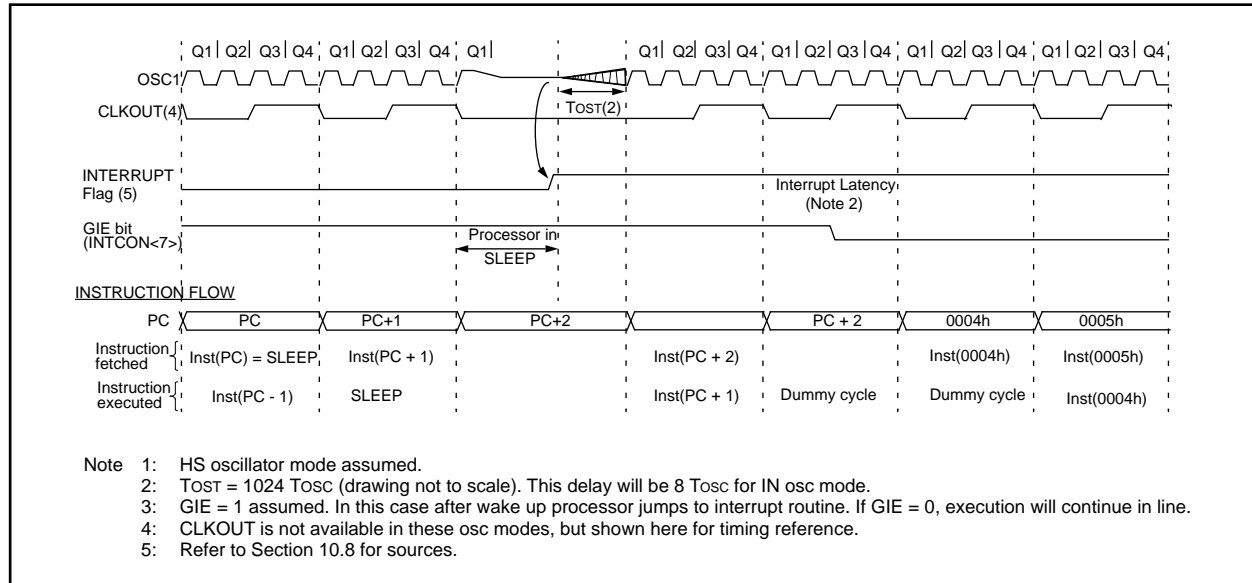 Q1 Q2 Q3 Q4 Q1 Q2 Q3 Q4 Q1 Q1 Q2 Q3 Q4 Q1 Q2 Q3 Q4 Q1 Q2 Q3 Q4 Q1 Q2 Q3 Q4
OSC1
TOST(2)
CLKOUT(4)
INTERRUPT
Flag (5)
Interrupt Latency
(Note 2)
GIE bit
(INTCON<7>)
Processor in
SLEEP
INSTRUCTION FLOW
PC PC PC+1 PC+2 PC + 2 0004h 0005h
Instruction
fetched
Inst(PC) = SLEEP Inst(PC + 1) Inst(PC + 2) Inst(0004h) Inst(0005h)
Instruction
executed
Inst(PC - 1) SLEEP Inst(PC + 1) Dummy cycle Dummy cycle Inst(0004h)
Note 1: HS oscillator mode assumed.
2: TOST = 1024 TOSC (drawing not to scale). This delay will be 8 TOSC for IN osc mode.
3: GIE = 1 assumed. In this case after wake up processor jumps to interrupt routine. If GIE = 0, execution will continue in line.
4: CLKOUT is not available in these osc modes, but shown here for timing reference.
5: Refer to Section 10.8 for sources.